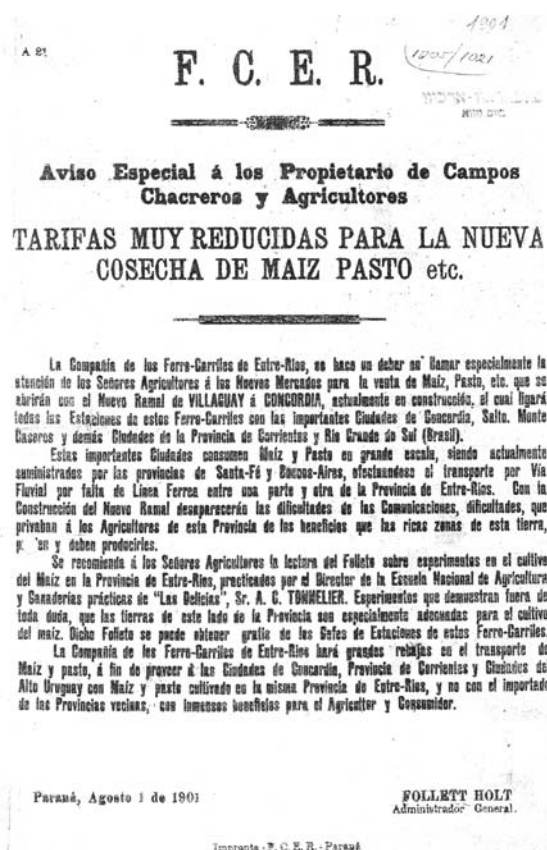 1901
A 2ª
1005/1021
F. C. E. R.
Aviso Especial á los Propietario de Campos
Chacreros y Agricultores
TARIFAS MUY REDUCIDAS PARA LA NUEVA
COSECHA DE MAIZ PASTO etc.
La Compañía de los Ferro-Carriles de Entre-Rios, se hace un deber en llamar especialmente la
atención de los Señores Agricultores á los Nuevos Mercados para la venta de Maíz, Pasto, etc. que se
abrirán con el Nuevo Ramal de VILLAGUAY á CONCORDIA, actualmente en construcción, el cual ligará
todas las Estaciones de estos Ferro-Carriles con las importantes Ciudades de Concordia, Salto. Monte
Caseros y demás Ciudades de la Provincia de Corrientes y Rio Grande do Sul (Brasil).
Estas importantes Ciudades consumen Maíz y Pasto en grande escala, siendo actualmente
suministrados por las provincias de Santa-Fé y Buenos-Aires, efectuandose el transporte por Vía
Fluvial por falta de Línea Ferrea entre una parte y otra de la Provincia de Entre-Rios. Con la
Construcción del Nuevo Ramal desaparecerán las dificultades de las Comunicaciones, dificultades, que
privaban á los Agricultores de esta Provincia de los beneficios que las ricas zonas de esta tierra,
p en y deben producirles.
Se recomienda á los Señores Agricultores la lectura del Folleto sobre experimentos en el cultivo
del Maíz en la Provincia de Entre-Rios, practicados por el Director de la Escuela Nacional de Agricultura
y Ganaderías prácticas de "Las Delicias", Sr. A. C. TONNELIER. Experimentos que demuestran fuera de
toda duda, que las tierras de este lado de la Provincia son especialmente adecuadas para el cultivo
del maíz. Dicho Folleto se puede obtener gratis de los Gefes de Estaciones de estos Ferro-Carriles.
La Compañía de los Ferro-Carriles de Entre-Rios hará grandes rebajas en el transporte de
Maíz y pasto, á fin de proveer á las Ciudades de Concordia, Provincia de Corrientes y Ciudades de
Alto Uruguay con Maíz y pasto cultivado en la misma Provincia de Entre-Rios, y no con el importado
de las Provincias vecinas, con inmensos beneficios para el Agricultor y Consumidor.
Paraná, Agosto 1 de 1901
FOLLETT HOLT
Administrador General.
Imprenta - F. C. E. R. - Paraná